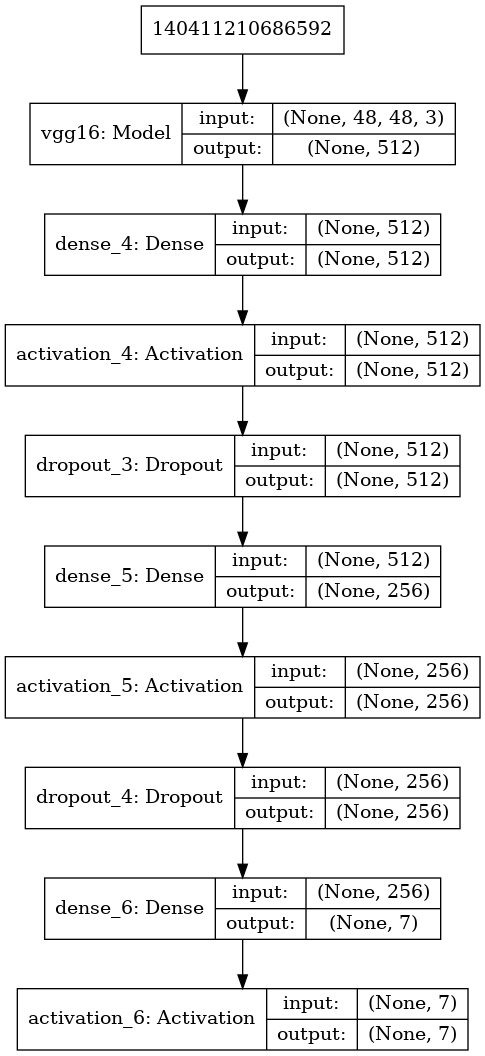 140411210686592
vgg16: Model
input: (None, 48, 48, 3)
output: (None, 512)
dense_4: Dense
input: (None, 512)
output: (None, 512)
activation_4: Activation
input: (None, 512)
output: (None, 512)
dropout_3: Dropout
input: (None, 512)
output: (None, 512)
dense_5: Dense
input: (None, 512)
output: (None, 256)
activation_5: Activation
input: (None, 256)
output: (None, 256)
dropout_4: Dropout
input: (None, 256)
output: (None, 256)
dense_6: Dense
input: (None, 256)
output: (None, 7)
activation_6: Activation
input: (None, 7)
output: (None, 7)